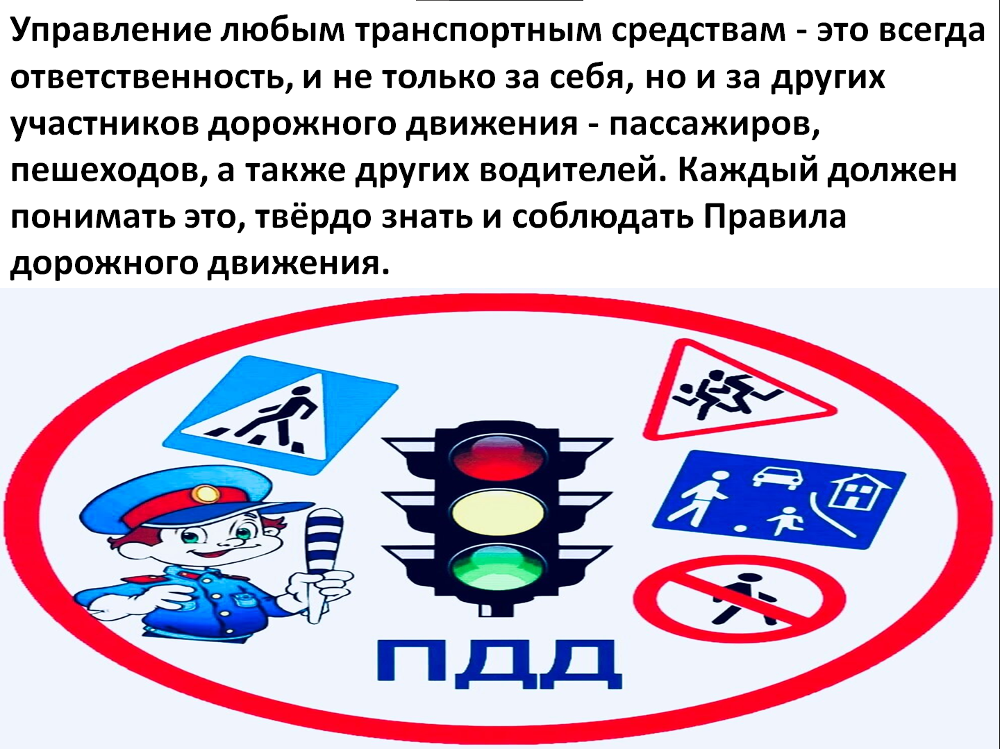 Управление любым транспортным средствам - это всегда
ответственность, и не только за себя, но и за других
участников дорожного движения - пассажиров,
пешеходов, а также других водителей. Каждый должен
понимать это, твёрдо знать и соблюдать Правила
дорожного движения.
ПДД